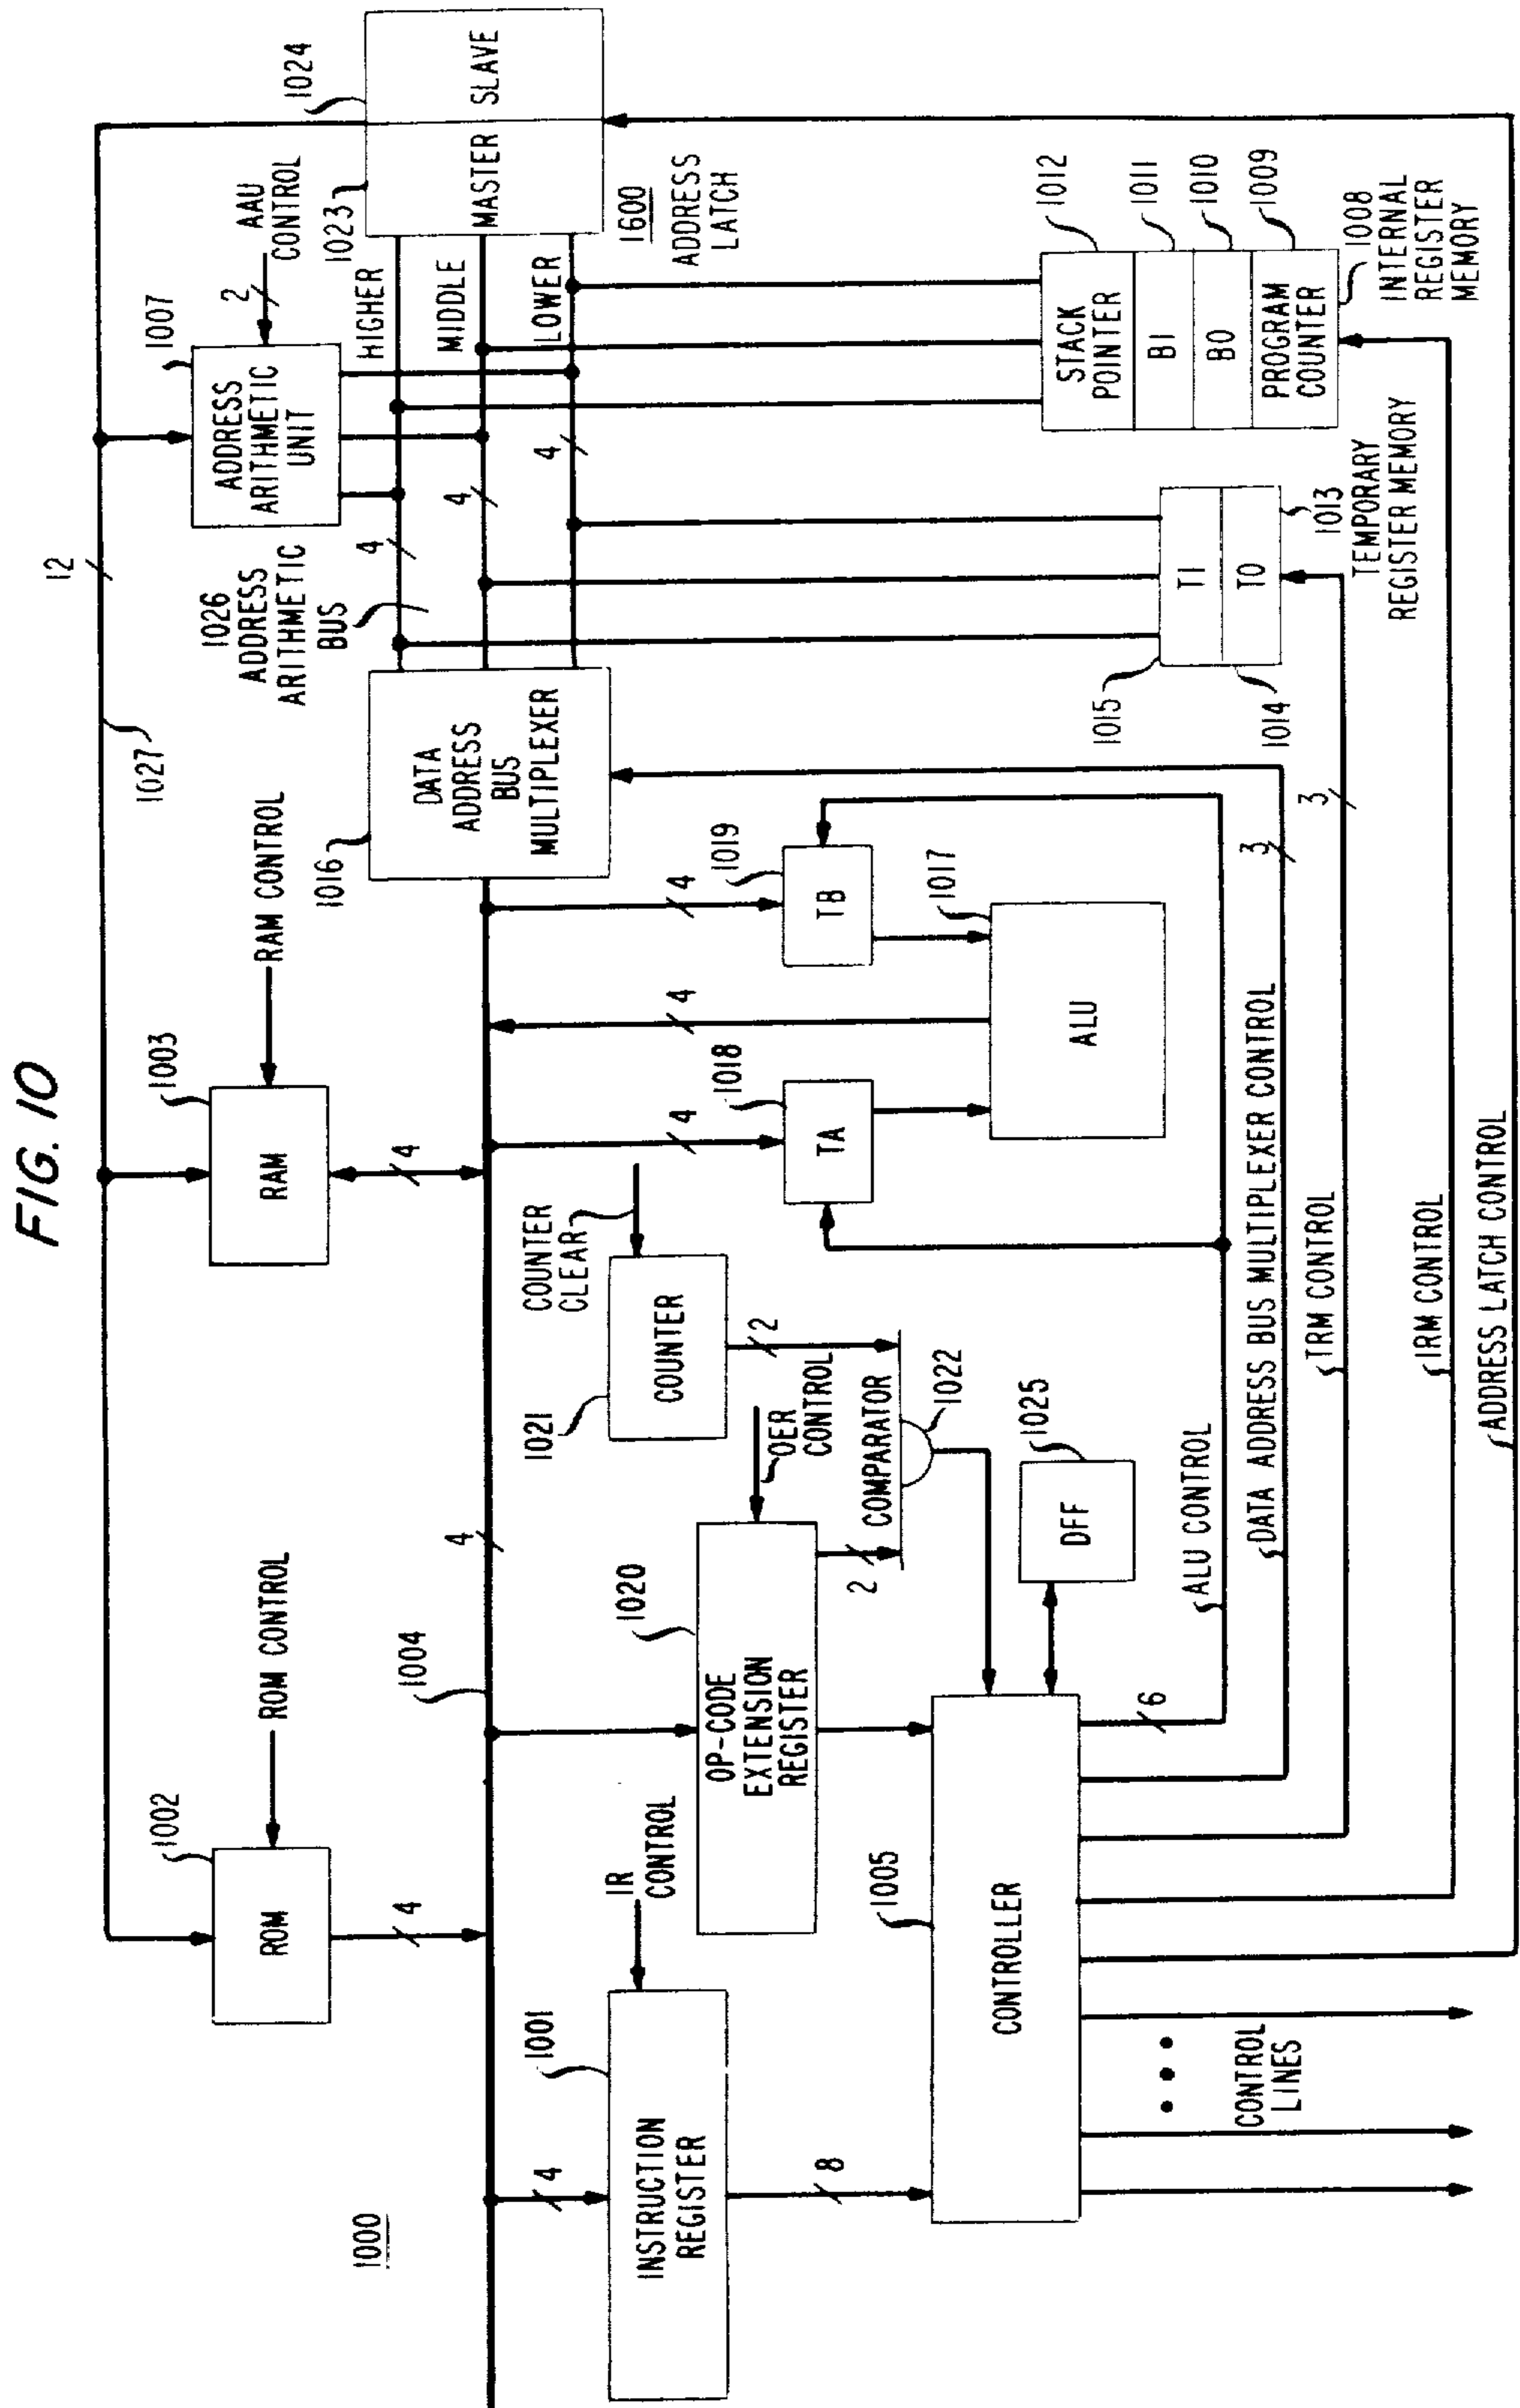 FIG. 10
1000
1027
12
1002
ROM
ROM CONTROL
4
1003
RAM
RAM CONTROL
4
1007
ADDRESS
ARITHMETIC
UNIT
2
AAU
CONTROL
1004
4
1016
DATA
ADDRESS
BUS
MULTIPLEXER
1026
ADDRESS
ARITHMETIC
BUS
4
4
4
HIGHER
MIDDLE
LOWER
1023
1024
MASTER
SLAVE
1600
ADDRESS
LATCH
1001
INSTRUCTION
REGISTER
4
8
IR
CONTROL
1020
OP-CODE
EXTENSION
REGISTER
2
OER
CONTROL
1021
COUNTER
COUNTER
CLEAR
2
COMPARATOR
1022
1018
TA
4
4
1019
TB
4
1017
ALU
1005
CONTROLLER
1025
DFF
6
ALU CONTROL
DATA ADDRESS BUS MULTIPLEXER CONTROL
3
TRM CONTROL
3
IRM CONTROL
ADDRESS LATCH CONTROL
CONTROL
LINES
1015
T1
T0
1014
1013
TEMPORARY
REGISTER MEMORY
STACK
POINTER
B1
B0
PROGRAM
COUNTER
1012
1011
1010
1009
1008
INTERNAL
REGISTER
MEMORY